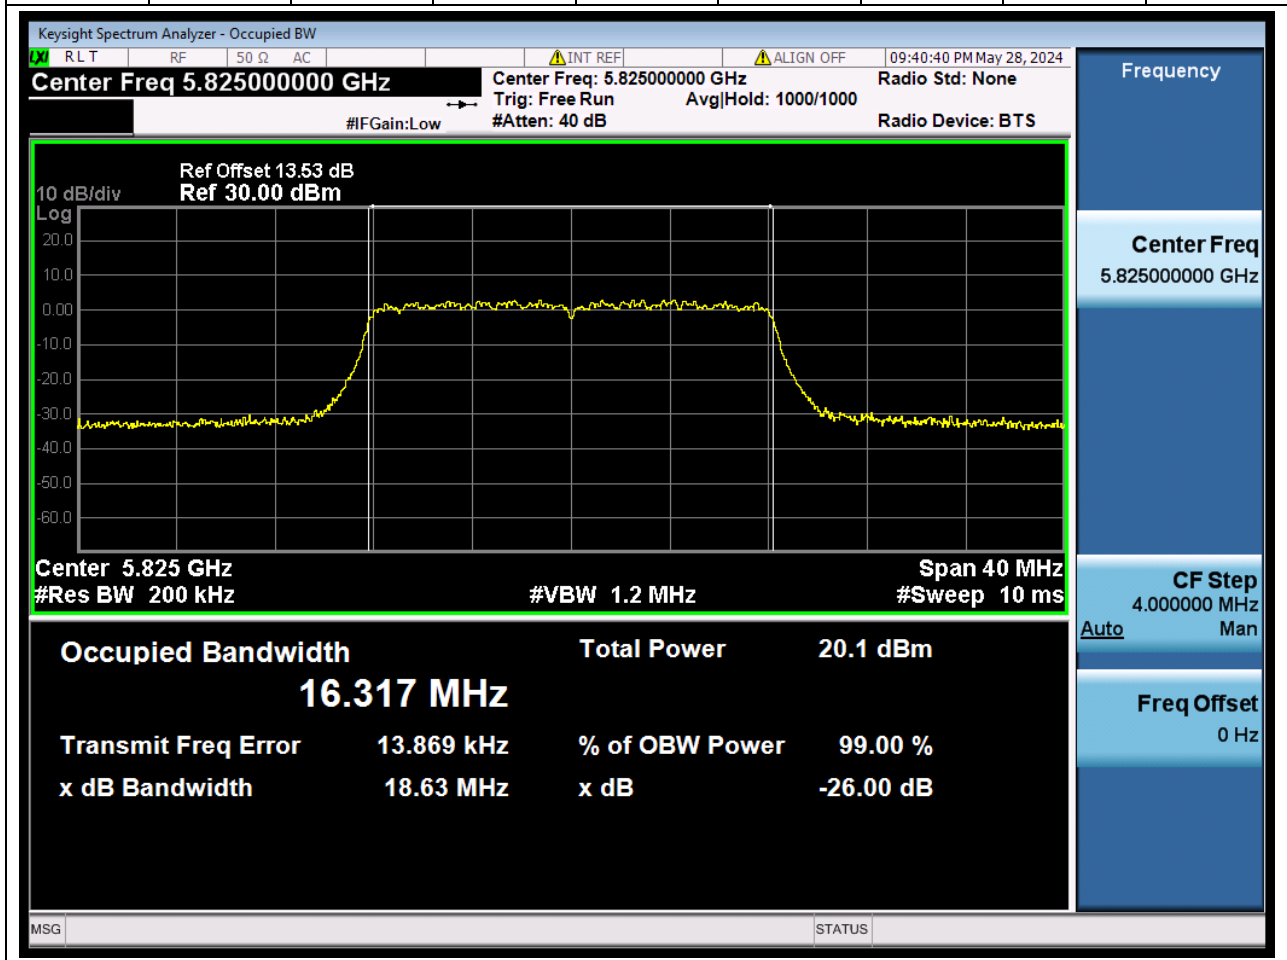 Keysight Spectrum Analyzer - Occupied BW
LXI RLT RF 50 Ω AC INT REF ALIGN OFF 09:40:40 PM May 28, 2024
Center Freq 5.825000000 GHz
Center Freq: 5.825000000 GHz
Radio Std: None
Trig: Free Run Avg|Hold: 1000/1000
#IFGain:Low
#Atten: 40 dB
Radio Device: BTS
Ref Offset 13.53 dB
10 dB/div Ref 30.00 dBm
Log
20.0
10.0
0.00
-10.0
-20.0
-30.0
-40.0
-50.0
-60.0
Center 5.825 GHz Span 40 MHz
#Res BW 200 kHz #VBW 1.2 MHz #Sweep 10 ms
Occupied Bandwidth Total Power 20.1 dBm
16.317 MHz
Transmit Freq Error 13.869 kHz % of OBW Power 99.00 %
x dB Bandwidth 18.63 MHz x dB -26.00 dB
MSG STATUS
Frequency
Center Freq
5.825000000 GHz
CF Step
4.000000 MHz
Auto Man
Freq Offset
0 Hz